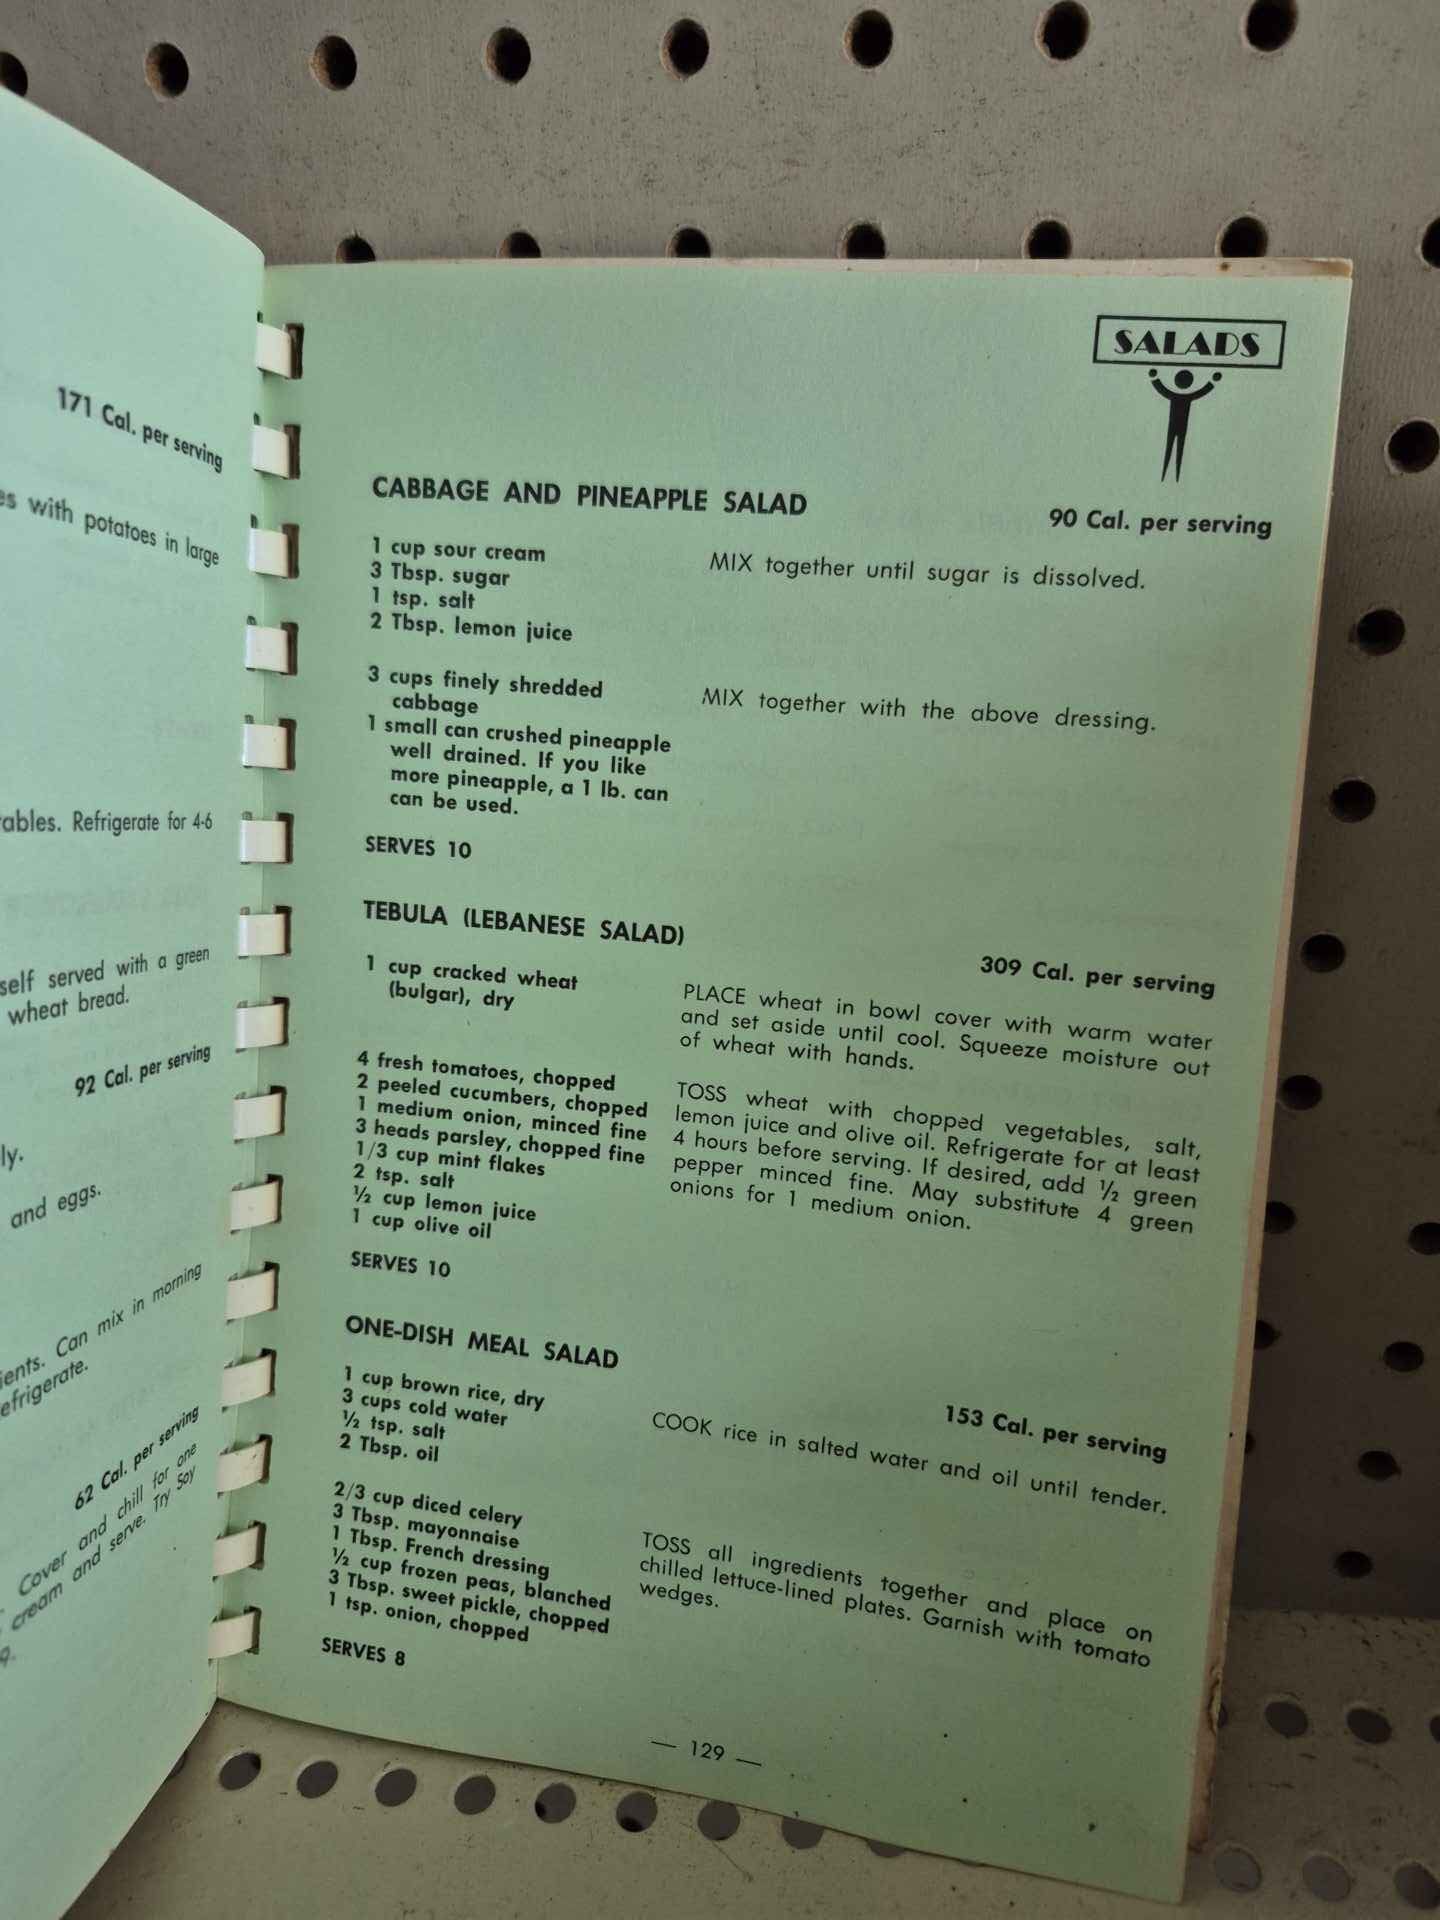 171 Cal. per serving
with potatoes in large
Refrigerate for 4-6
served with a green
wheat bread.
92 Cal. per serving
and eggs.
Can mix in morning
62 Cal. per serving
Cover and chill for one
cream and serve. Try Soy
SALADS
CABBAGE AND PINEAPPLE SALAD
90 Cal. per serving
1 cup sour cream
3 Tbsp. sugar
1 tsp. salt
2 Tbsp. lemon juice
MIX together until sugar is dissolved.
3 cups finely shredded
cabbage
1 small can crushed pineapple
well drained. If you like
more pineapple, a 1 lb. can
can be used.
MIX together with the above dressing.
SERVES 10
TEBULA (LEBANESE SALAD)
309 Cal. per serving
1 cup cracked wheat
(bulgar), dry
PLACE wheat in bowl cover with warm water
and set aside until cool. Squeeze moisture out
of wheat with hands.
4 fresh tomatoes, chopped
2 peeled cucumbers, chopped
1 medium onion, minced fine
3 heads parsley, chopped fine
1/3 cup mint flakes
2 tsp. salt
½ cup lemon juice
1 cup olive oil
TOSS wheat with chopped vegetables, salt,
lemon juice and olive oil. Refrigerate for at least
4 hours before serving. If desired, add ½ green
pepper minced fine. May substitute 4 green
onions for 1 medium onion.
SERVES 10
ONE-DISH MEAL SALAD
153 Cal. per serving
1 cup brown rice, dry
3 cups cold water
½ tsp. salt
2 Tbsp. oil
COOK rice in salted water and oil until tender.
2/3 cup diced celery
3 Tbsp. mayonnaise
1 Tbsp. French dressing
½ cup frozen peas, blanched
3 Tbsp. sweet pickle, chopped
1 tsp. onion, chopped
TOSS all ingredients together and place on
chilled lettuce-lined plates. Garnish with tomato
wedges.
SERVES 8
— 129 —